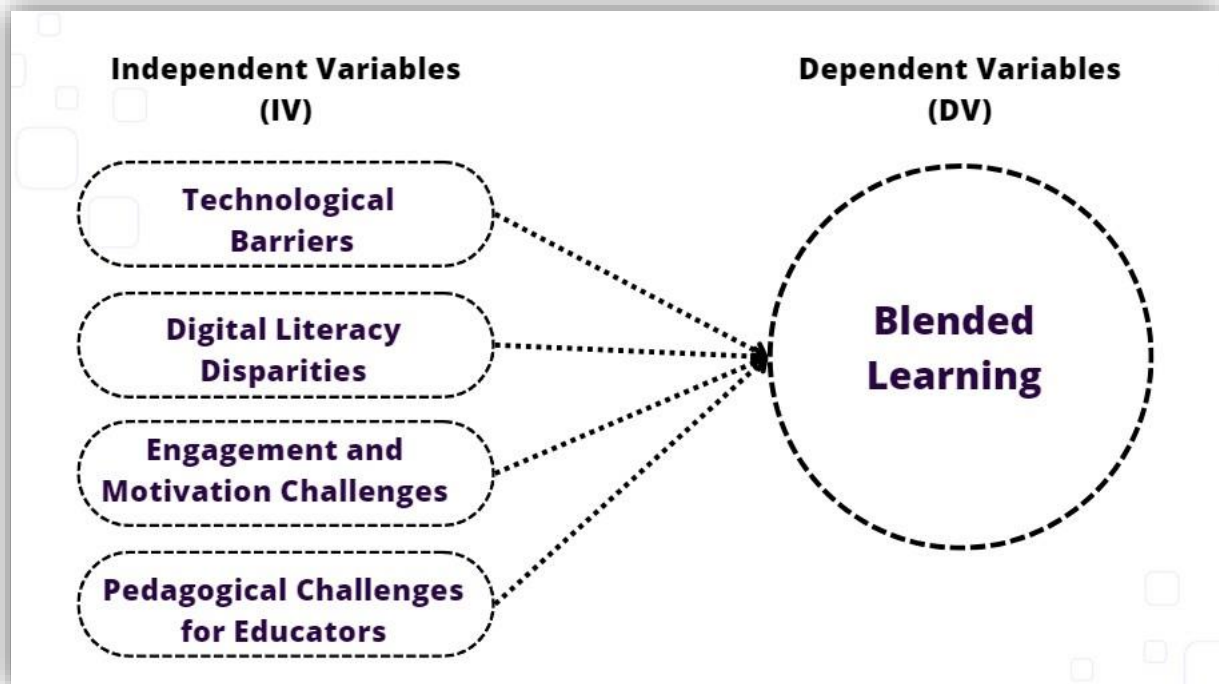 Independent Variables
(IV)
Technological
Barriers
Digital Literacy
Disparities
Engagement and
Motivation Challenges
Pedagogical Challenges
for Educators
Dependent Variables
(DV)
Blended
Learning